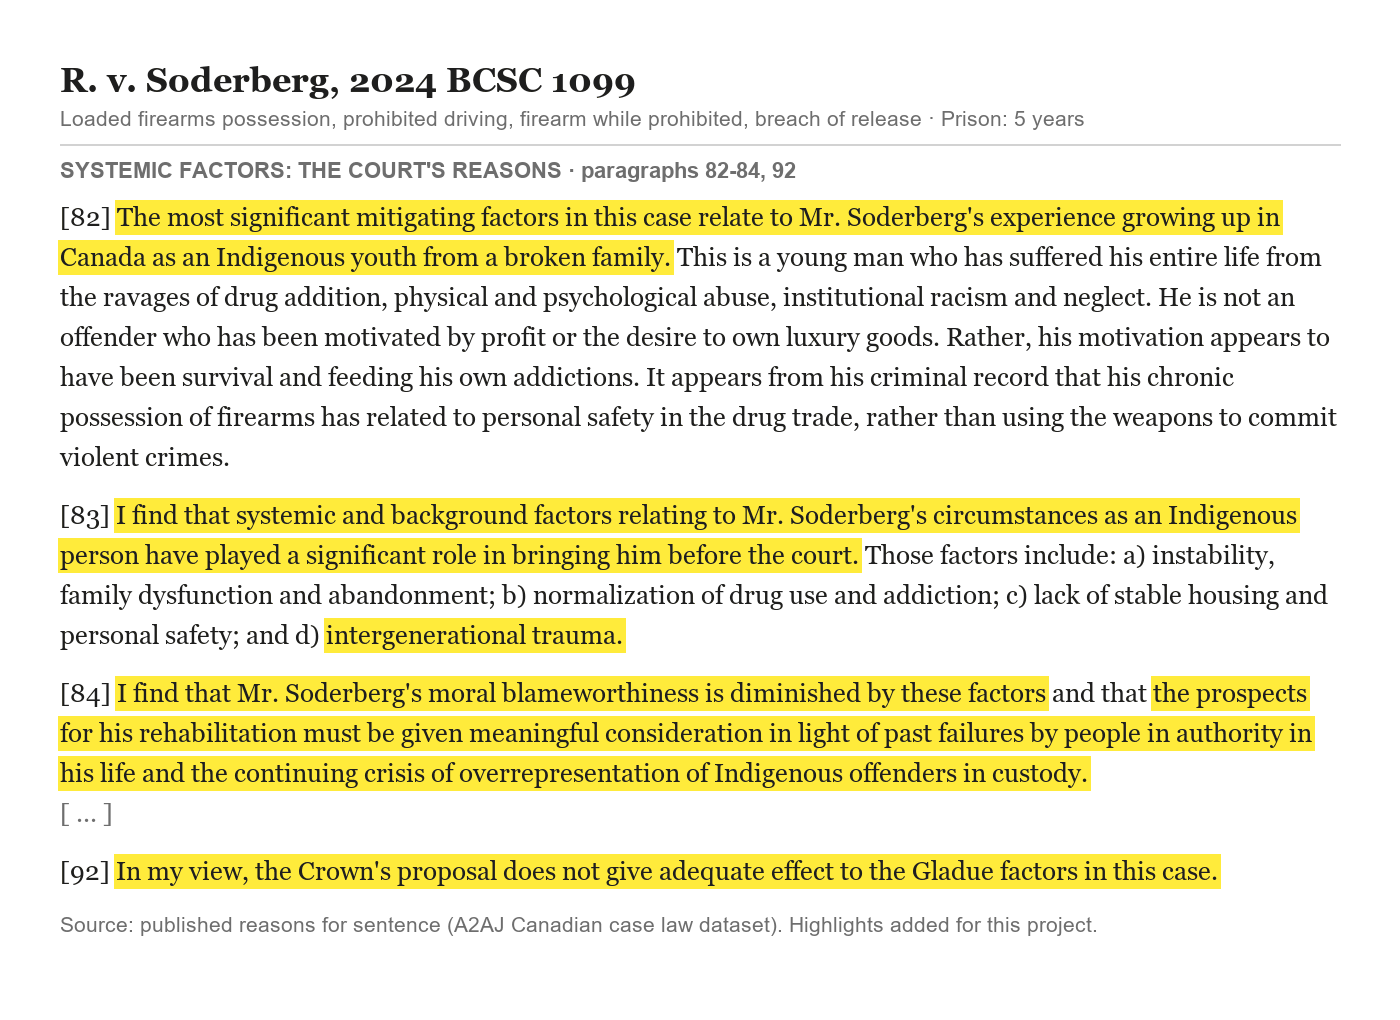 R. v. Soderberg, 2024 BCSC 1099
Loaded firearms possession, prohibited driving, firearm while prohibited, breach of release · Prison: 5 years
SYSTEMIC FACTORS: THE COURT'S REASONS · paragraphs 82-84, 92
[82] The most significant mitigating factors in this case relate to Mr. Soderberg's experience growing up in
Canada as an Indigenous youth from a broken family. This is a young man who has suffered his entire life from
the ravages of drug addition, physical and psychological abuse, institutional racism and neglect. He is not an
offender who has been motivated by profit or the desire to own luxury goods. Rather, his motivation appears to
have been survival and feeding his own addictions. It appears from his criminal record that his chronic
possession of firearms has related to personal safety in the drug trade, rather than using the weapons to commit
violent crimes.
[83] I find that systemic and background factors relating to Mr. Soderberg's circumstances as an Indigenous
person have played a significant role in bringing him before the court. Those factors include: a) instability,
family dysfunction and abandonment; b) normalization of drug use and addiction; c) lack of stable housing and
personal safety; and d) intergenerational trauma.
[84] I find that Mr. Soderberg's moral blameworthiness is diminished by these factors and that the prospects
for his rehabilitation must be given meaningful consideration in light of past failures by people in authority in
his life and the continuing crisis of overrepresentation of Indigenous offenders in custody.
[ ... ]
[92] In my view, the Crown's proposal does not give adequate effect to the Gladue factors in this case.
Source: published reasons for sentence (A2AJ Canadian case law dataset). Highlights added for this project.